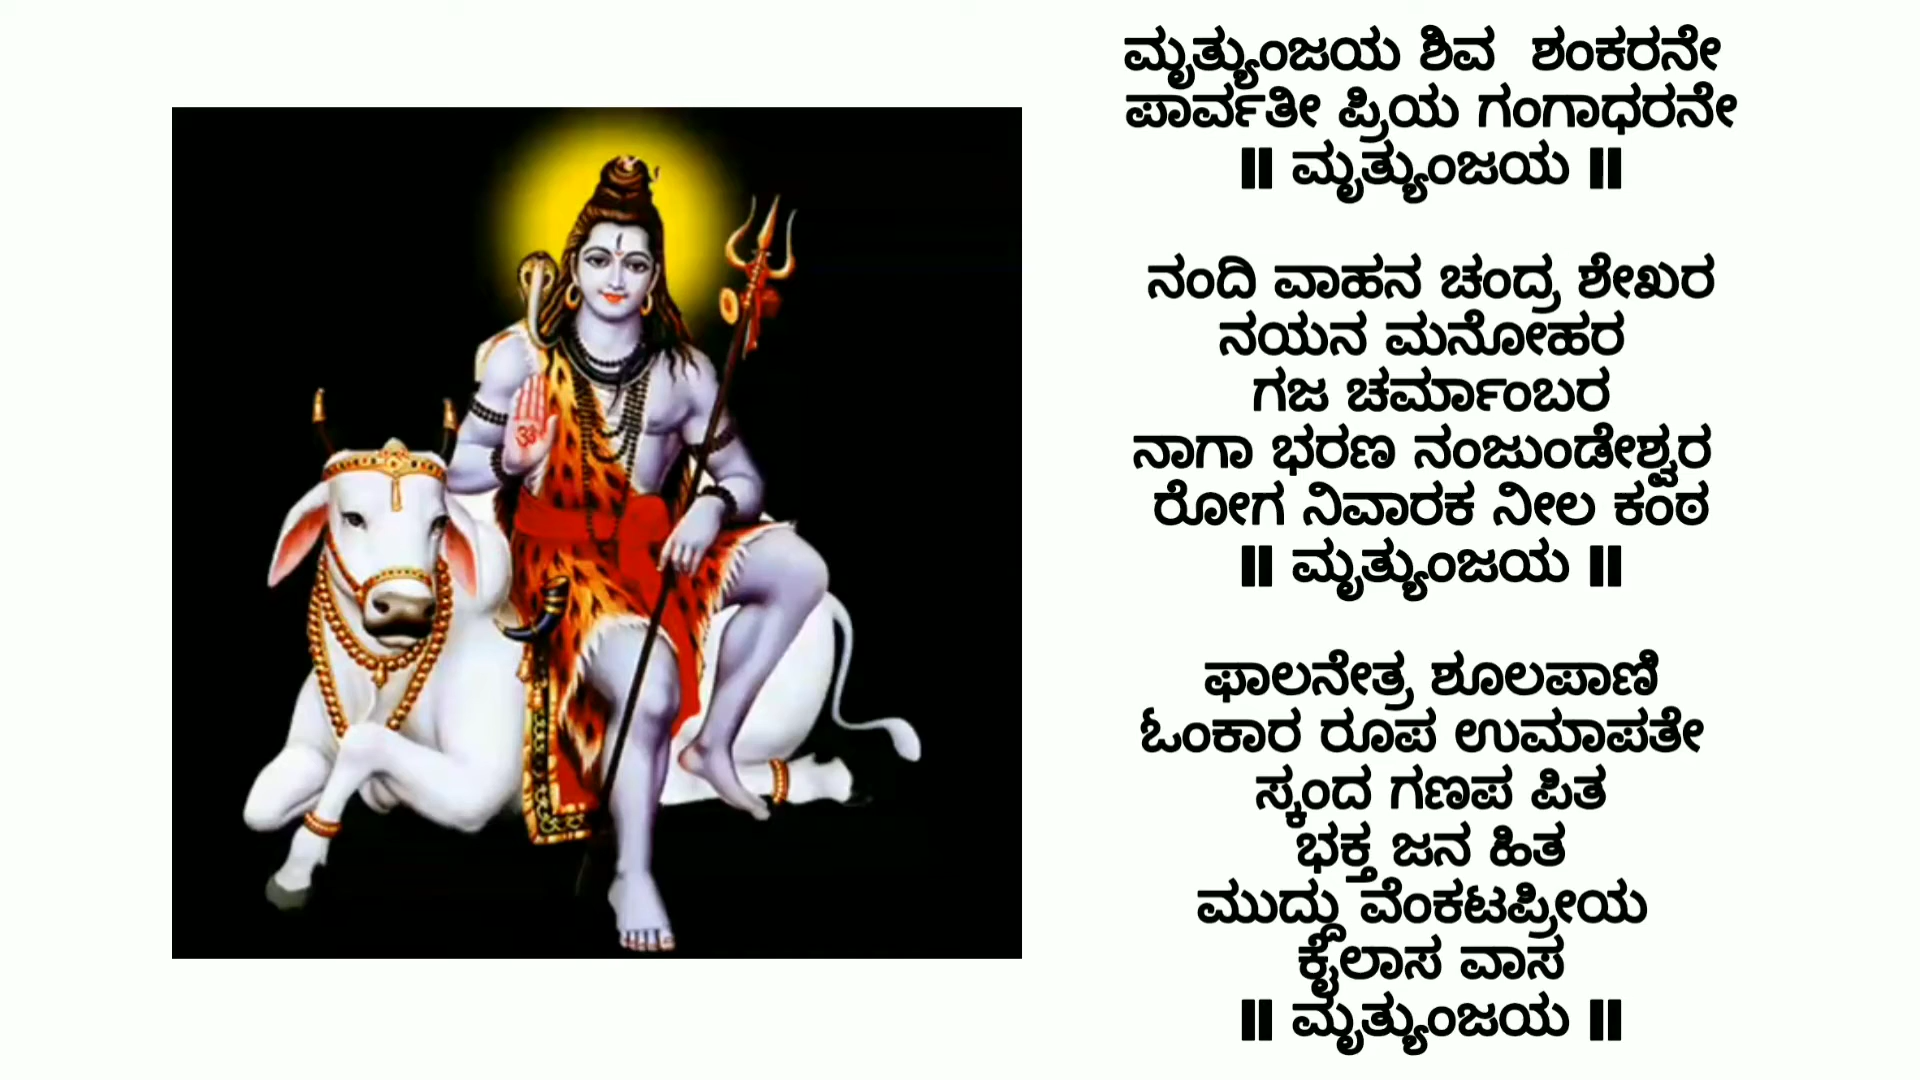 ಮೃತ್ಯುಂಜಯ ಶಿವ ಶಂಕರನೇ
ಪಾರ್ವತೀ ಪ್ರಿಯ ಗಂಗಾಧರನೇ
|| ಮೃತ್ಯುಂಜಯ ||
ನಂದಿ ವಾಹನ ಚಂದ್ರ ಶೇಖರ
ನಯನ ಮನೋಹರ
ಗಜ ಚರ್ಮಾಂಬರ
ನಾಗಾ ಭರಣ ನಂಜುಂಡೇಶ್ವರ
ರೋಗ ನಿವಾರಕ ನೀಲ ಕಂಠ
|| ಮೃತ್ಯುಂಜಯ ||
ಫಾಲನೇತ್ರ ಶೂಲಪಾಣಿ
ಓಂಕಾರ ರೂಪ ಉಮಾಪತೇ
ಸ್ಕಂದ ಗಣಪ ಪಿತ
ಭಕ್ತ ಜನ ಹಿತ
ಮುದ್ದು ವೆಂಕಟಪ್ರೀಯ
ಕೈಲಾಸ ವಾಸ
|| ಮೃತ್ಯುಂಜಯ ||
ॐ